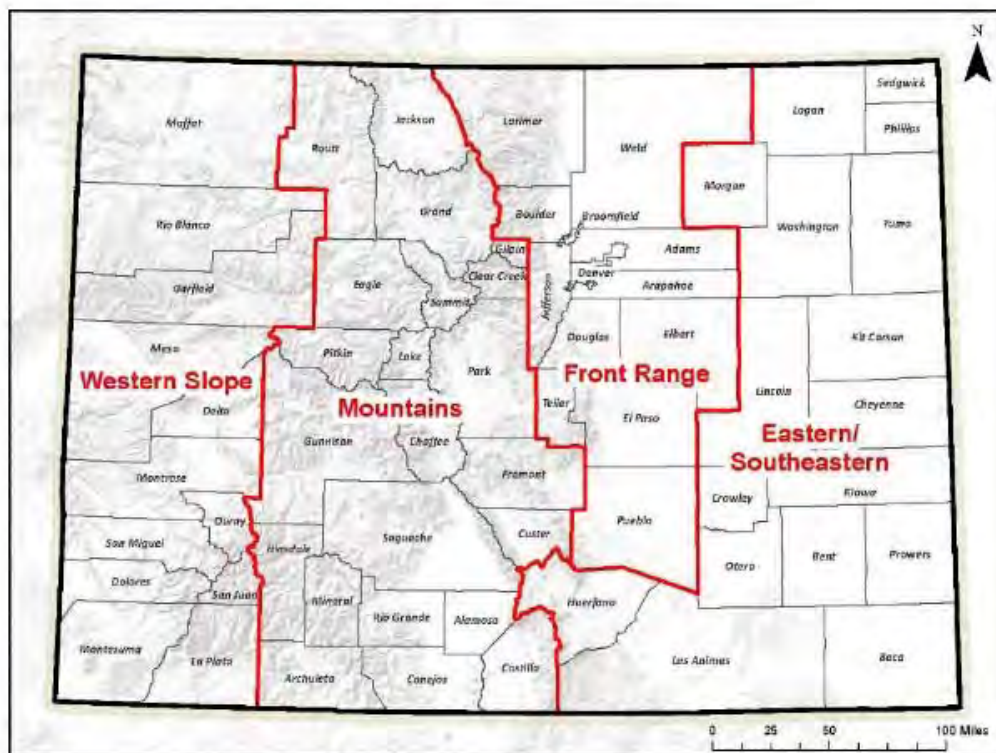 N
Sedgwick
Logan
Moffat
Jackson
Larimer
Phillips
Routt
Weld
Morgan
Grand
Boulder
Broomfield
Rio Blanco
Washington
Yuma
Gilpin
Adams
Clear Creek
Denver
Eagle
Arapahoe
Garfield
Summit
Jefferson
Douglas
Elbert
Kit Carson
Mesa
Pitkin
Lake
Park
Lincoln
Western Slope
Front Range
Mountains
Teller
Cheyenne
Delta
El Paso
Gunnison
Chaffee
Eastern/
Southeastern
Montrose
Fremont
Kiowa
Crowley
Ouray
Pueblo
San Miguel
Saguache
Custer
Hinsdale
Otero
Bent
Prowers
Dolores
San Juan
Mineral
Huerfano
Rio Grande
Alamosa
Montezuma
La Plata
Costilla
Las Animas
Baca
Archuleta
Conejos
0 25 50 100 Miles